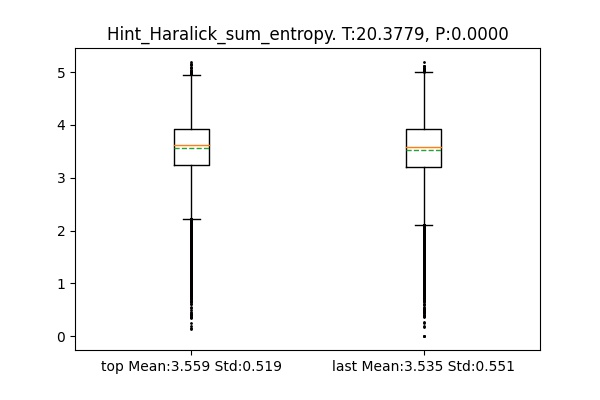 Hint_Haralick_sum_entropy. T:20.3779, P:0.0000
5
4
3
2
1
0
top Mean:3.559 Std:0.519
last Mean:3.535 Std:0.551